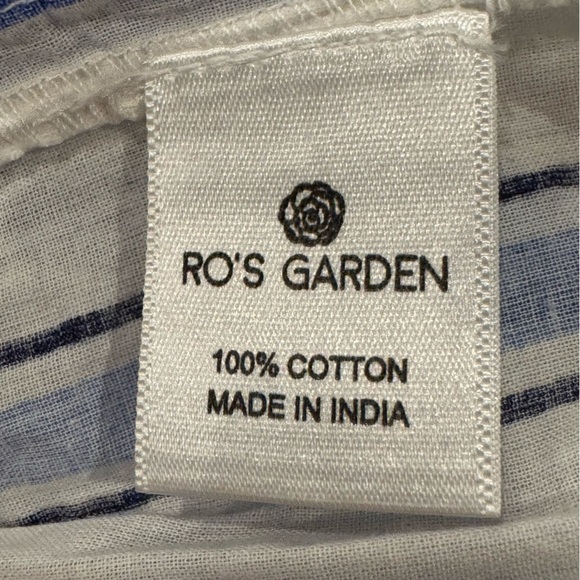 RO'S GARDEN
100% COTTON
MADE IN INDIA